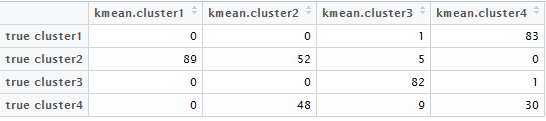 kmean.cluster1 kmean.cluster2 kmean.cluster3 kmean.cluster4
true cluster1 0 0 1 83
true cluster2 89 52 5 0
true cluster3 0 0 82 1
true cluster4 0 48 9 30